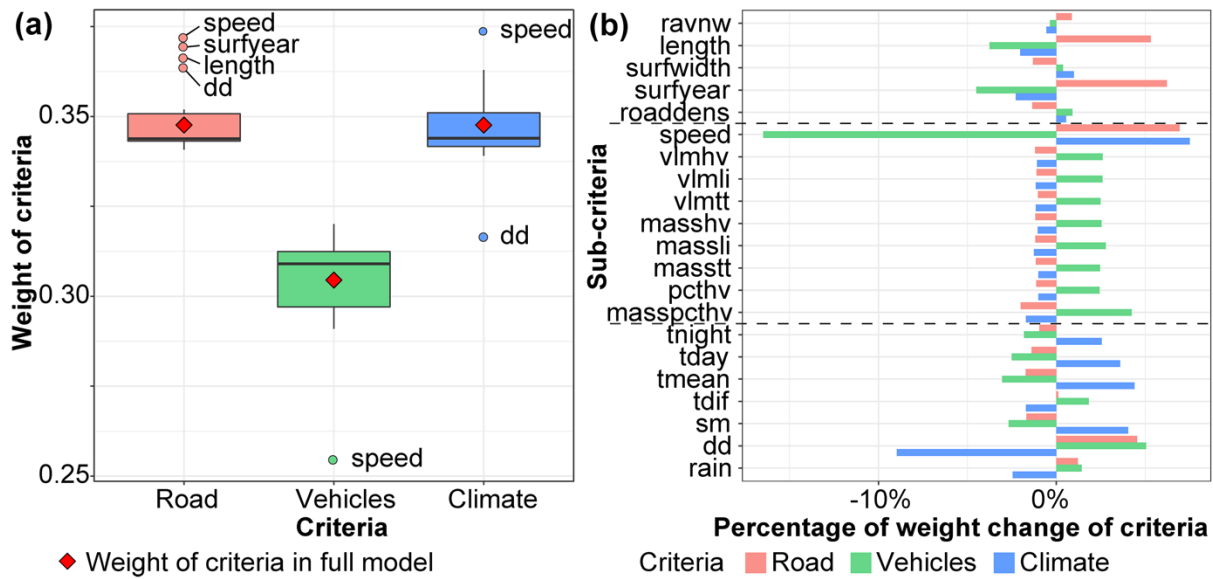 (a)
Weight of criteria
0.35
0.30
0.25
speed
surfyear
length
dd
speed
dd
speed
Road Vehicles Climate
Criteria
Weight of criteria in full model
(b)
Sub-criteria
ravnw
length
surfwidth
surfyear
roaddens
speed
vlmhv
vlmli
vlmtt
masshv
massli
masstt
pcthv
masspcthv
tnight
tday
tmean
tdif
sm
dd
rain
-10% 0%
Percentage of weight change of criteria
Criteria Road Vehicles Climate